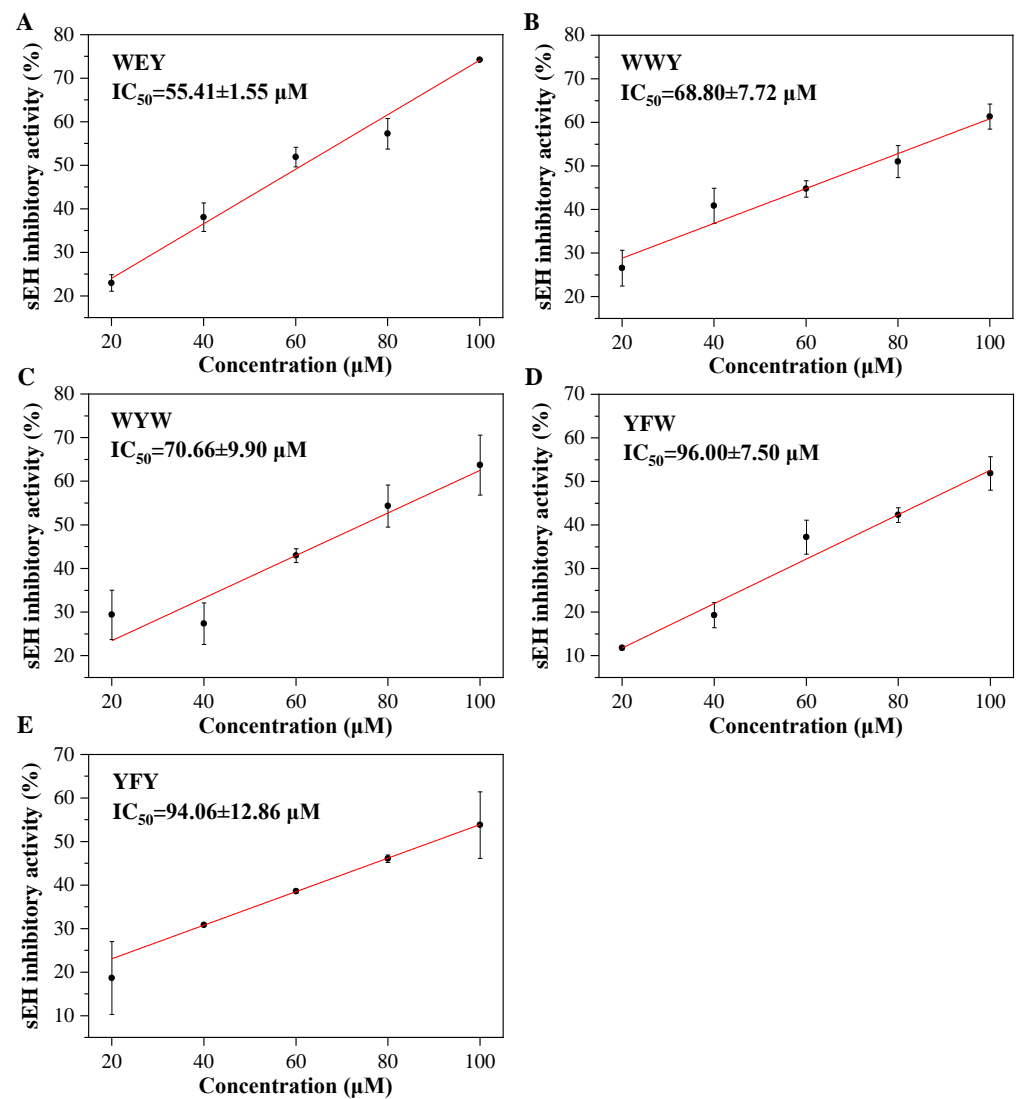 A
80
70
60
50
40
30
20
sEH inhibitory activity (%)
WEY
IC₅₀=55.41±1.55 μM
20 40 60 80 100
Concentration (μM)
B
80
70
60
50
40
30
20
sEH inhibitory activity (%)
WWY
IC₅₀=68.80±7.72 μM
20 40 60 80 100
Concentration (μM)
C
80
70
60
50
40
30
20
sEH inhibitory activity (%)
WYW
IC₅₀=70.66±9.90 μM
20 40 60 80 100
Concentration (μM)
D
70
60
50
40
30
20
10
sEH inhibitory activity (%)
YFW
IC₅₀=96.00±7.50 μM
20 40 60 80 100
Concentration (μM)
E
70
60
50
40
30
20
10
sEH inhibitory activity (%)
YFY
IC₅₀=94.06±12.86 μM
20 40 60 80 100
Concentration (μM)